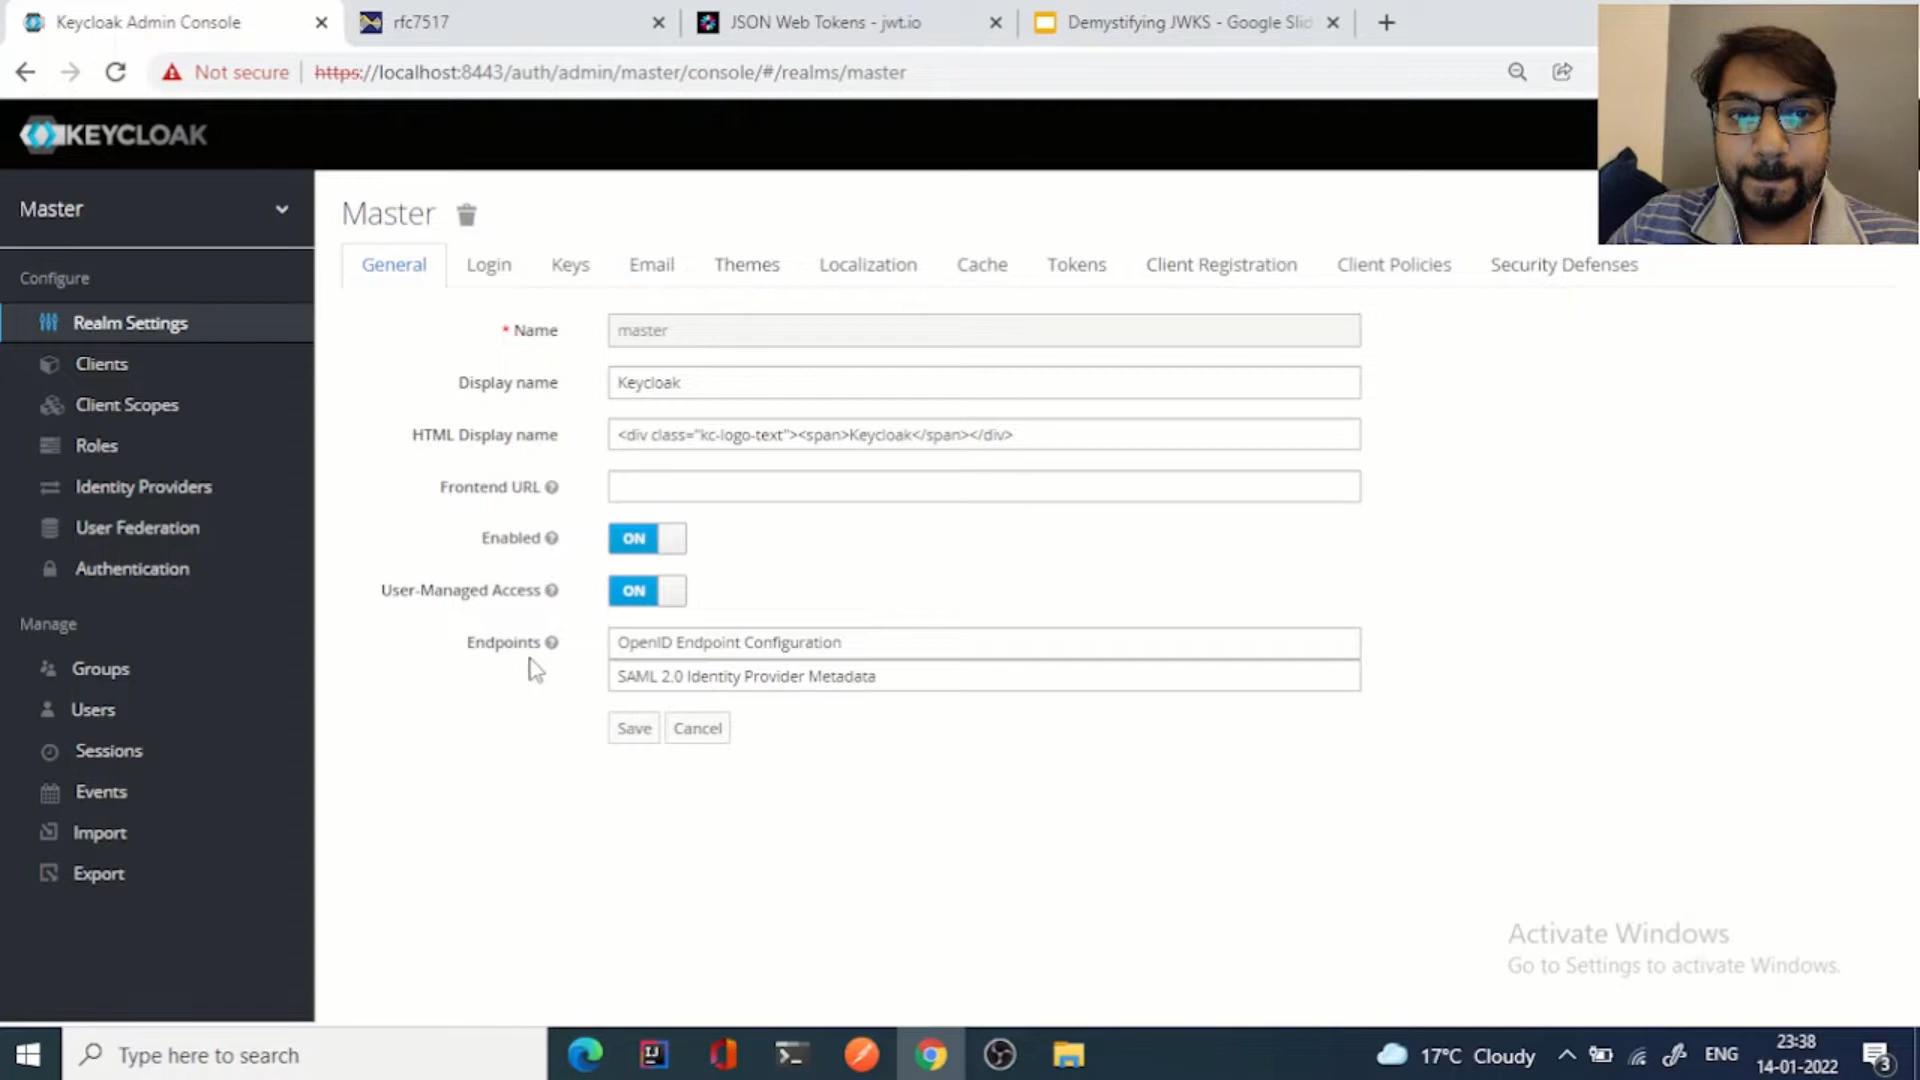 Keycloak Admin Console
rfc7517
JSON Web Tokens - jwt.io
Demystifying JWKS - Google Slid
Not secure
https://localhost:8443/auth/admin/master/console/#/realms/master
KEYCLOAK
Master
Configure
Realm Settings
Clients
Client Scopes
Roles
Identity Providers
User Federation
Authentication
Manage
Groups
Users
Sessions
Events
Import
Export
Master
General
Login
Keys
Email
Themes
Localization
Cache
Tokens
Client Registration
Client Policies
Security Defenses
* Name
master
Display name
Keycloak
HTML Display name
<div class="kc-logo-text"><span>Keycloak</span></div>
Frontend URL
Enabled
ON
User-Managed Access
ON
Endpoints
OpenID Endpoint Configuration
SAML 2.0 Identity Provider Metadata
Save
Cancel
Activate Windows
Go to Settings to activate Windows.
Type here to search
17°C Cloudy
ENG
23:38
14-01-2022
3